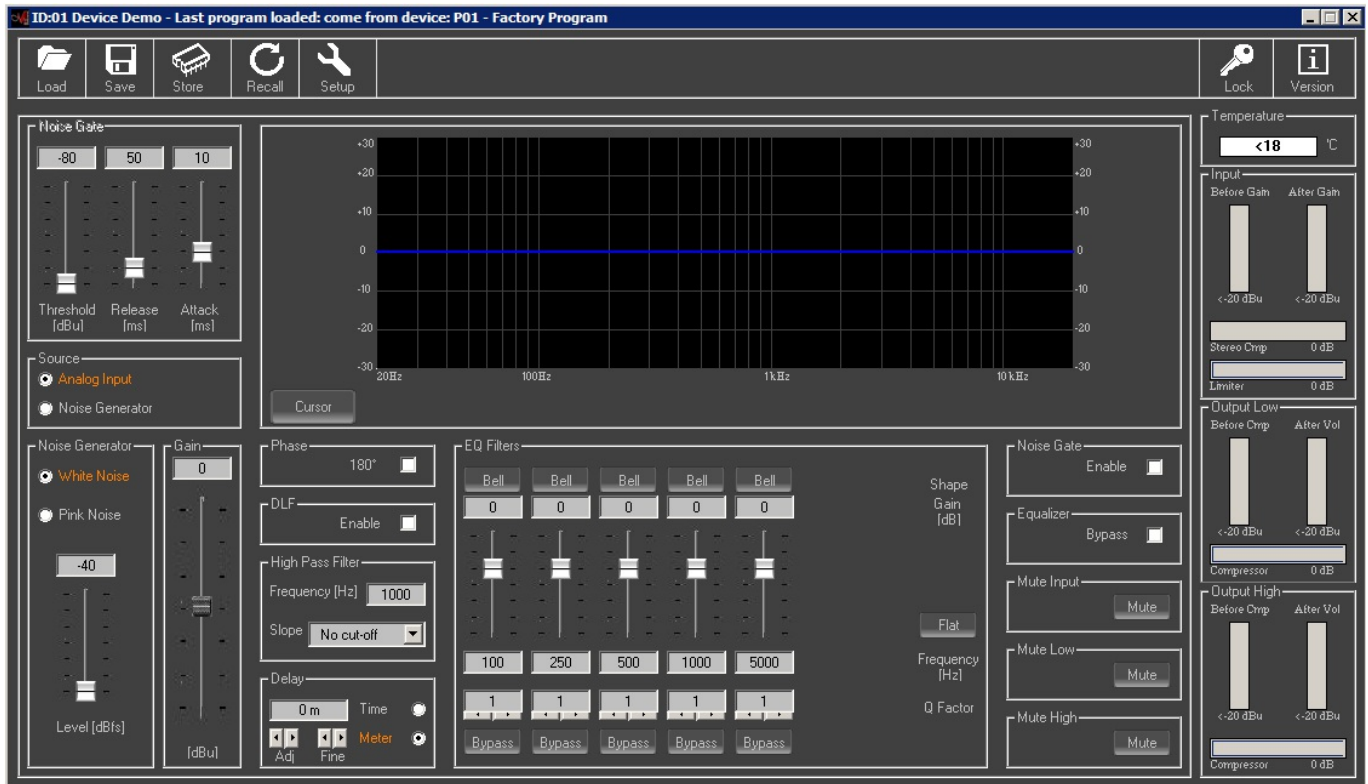 ID:01 Device Demo - Last program loaded: come from device: P01 - Factory Program
Load Save Store Recall Setup Lock Version
Noise Gate
-80 50 10
Threshold [dBu]
Release [ms]
Attack [ms]
Source
Analog Input
Noise Generator
Noise Generator
White Noise
Pink Noise
-40
Level [dBfs]
Gain
0
[dBu]
+30 +30
+20 +20
+10 +10
0 0
-10 -10
-20 -20
-30 -30
20Hz 100Hz 1kHz 10kHz
Cursor
Phase
180°
DLF
Enable
High Pass Filter
Frequency [Hz] 1000
Slope No cut-off
Delay
0 m Time
Meter
Adj Fine
EQ Filters
Bell Bell Bell Bell Bell Shape
0 0 0 0 0 Gain [dB]
Flat
100 250 500 1000 5000 Frequency [Hz]
1 1 1 1 1 Q Factor
Bypass Bypass Bypass Bypass Bypass
Noise Gate
Enable
Equalizer
Bypass
Mute Input
Mute
Mute Low
Mute
Mute High
Mute
Temperature
<18 °C
Input
Before Gain After Gain
<-20 dBu <-20 dBu
Stereo Cmp 0 dB
Limiter 0 dB
Output Low
Before Cmp After Vol
<-20 dBu <-20 dBu
Compressor 0 dB
Output High
Before Cmp After Vol
<-20 dBu <-20 dBu
Compressor 0 dB